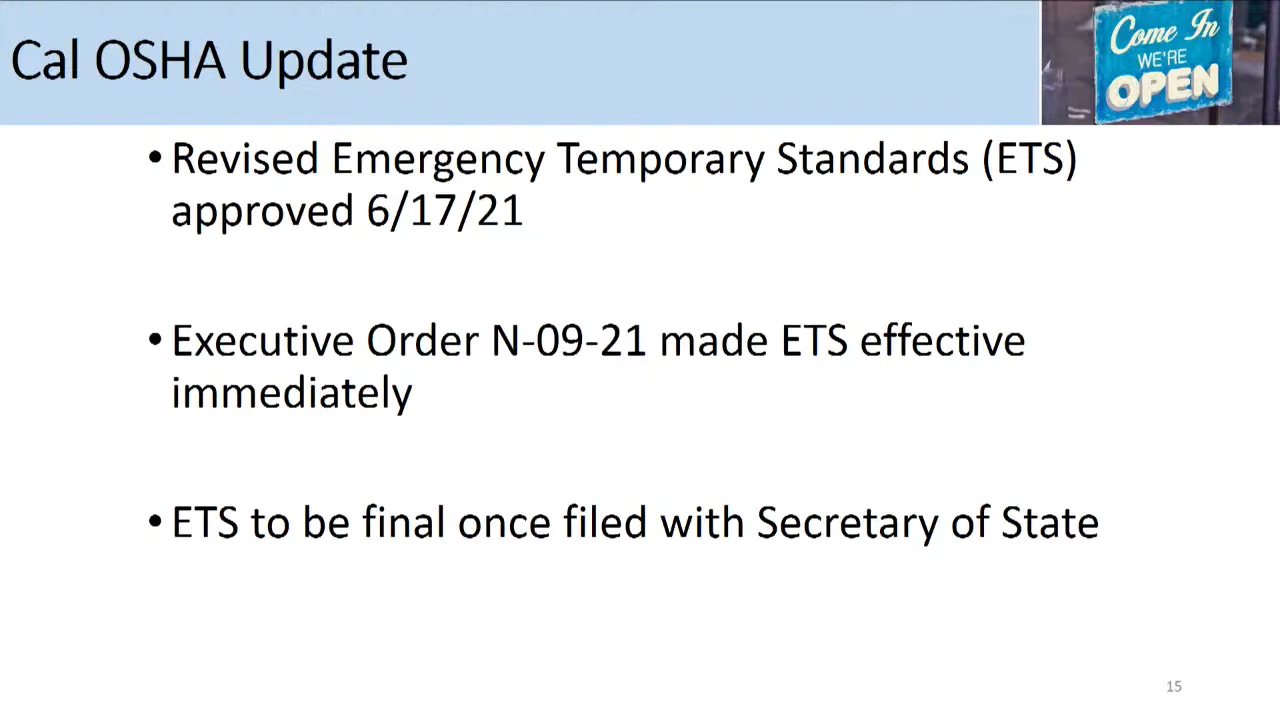 Cal OSHA Update
Come In
WE'RE
OPEN
• Revised Emergency Temporary Standards (ETS)
approved 6/17/21
• Executive Order N-09-21 made ETS effective
immediately
• ETS to be final once filed with Secretary of State
15